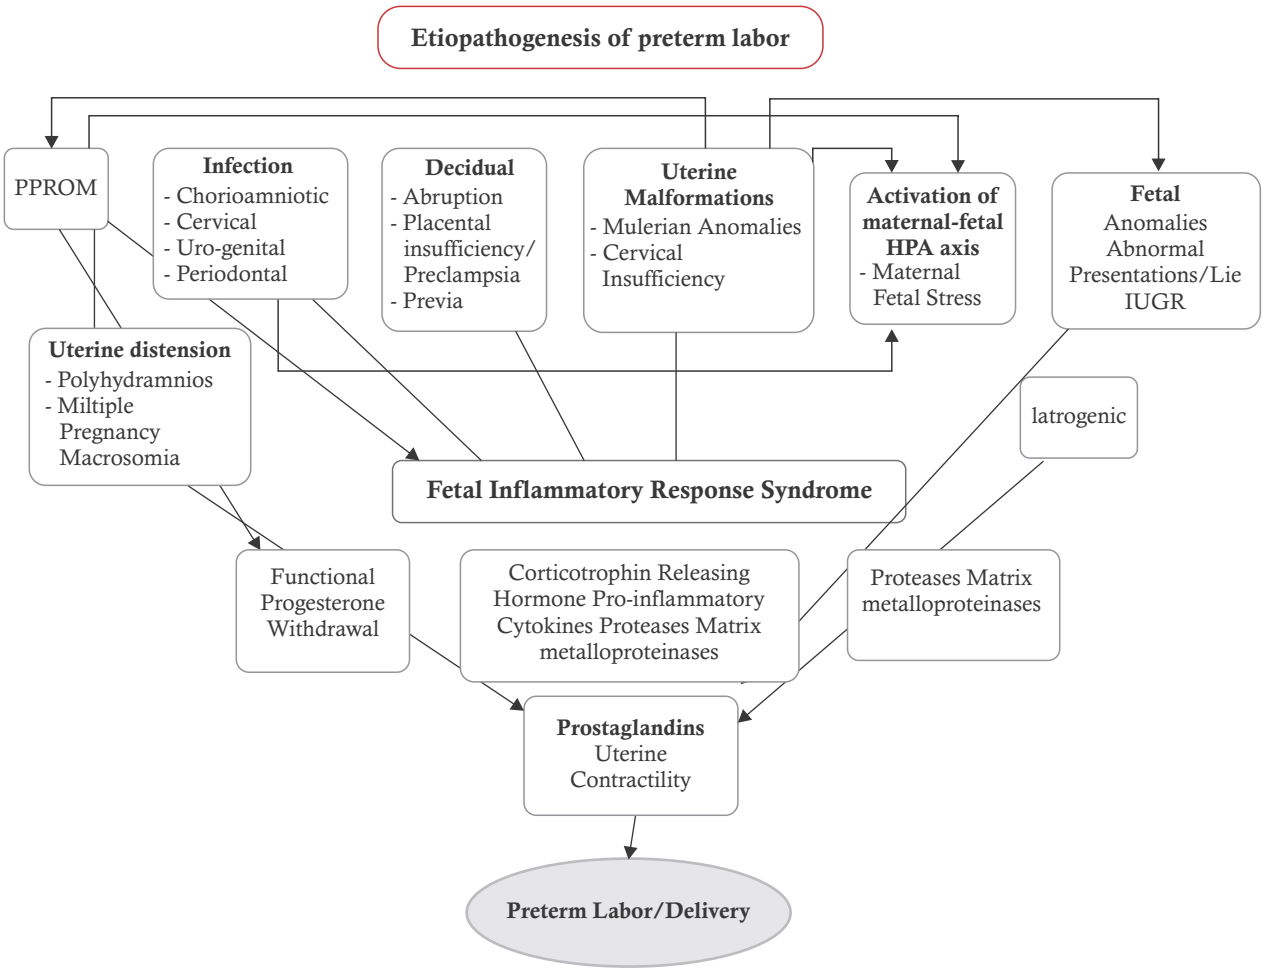 Etiopathogenesis of preterm labor
PPROM
Infection
- Chorioamniotic
- Cervical
- Uro-genital
- Periodontal
Decidual
- Abruption
- Placental
insufficiency/
Preclampsia
- Previa
Uterine
Malformations
- Mulerian Anomalies
- Cervical
Insufficiency
Activation of
maternal-fetal
HPA axis
- Maternal
Fetal Stress
Fetal
Anomalies
Abnormal
Presentations/Lie
IUGR
Uterine distension
- Polyhydramnios
- Miltiple
Pregnancy
Macrosomia
Iatrogenic
Fetal Inflammatory Response Syndrome
Functional
Progesterone
Withdrawal
Corticotrophin Releasing
Hormone Pro-inflammatory
Cytokines Proteases Matrix
metalloproteinases
Proteases Matrix
metalloproteinases
Prostaglandins
Uterine
Contractility
Preterm Labor/Delivery